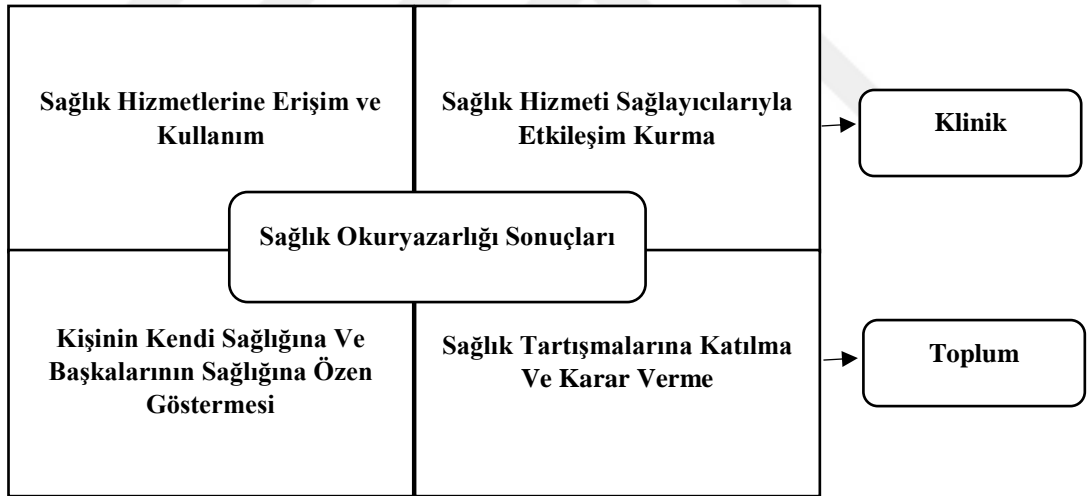 Sağlık Hizmetlerine Erişim ve
Kullanım
Sağlık Hizmeti Sağlayıcılarıyla
Etkileşim Kurma
Klinik
Sağlık Okuryazarlığı Sonuçları
Kişinin Kendi Sağlığına Ve
Başkalarının Sağlığına Özen
Göstermesi
Sağlık Tartışmalarına Katılma
Ve Karar Verme
Toplum